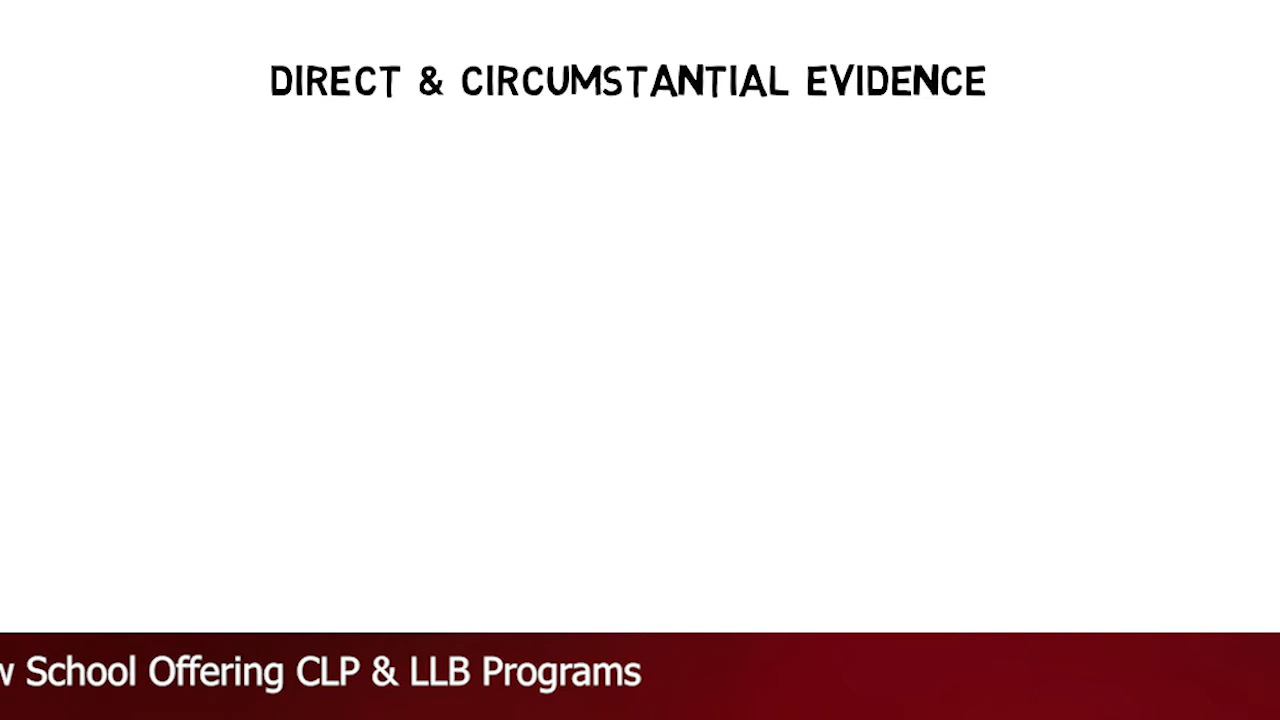 DIRECT & CIRCUMSTANTIAL EVIDENCE
w School Offering CLP & LLB Programs